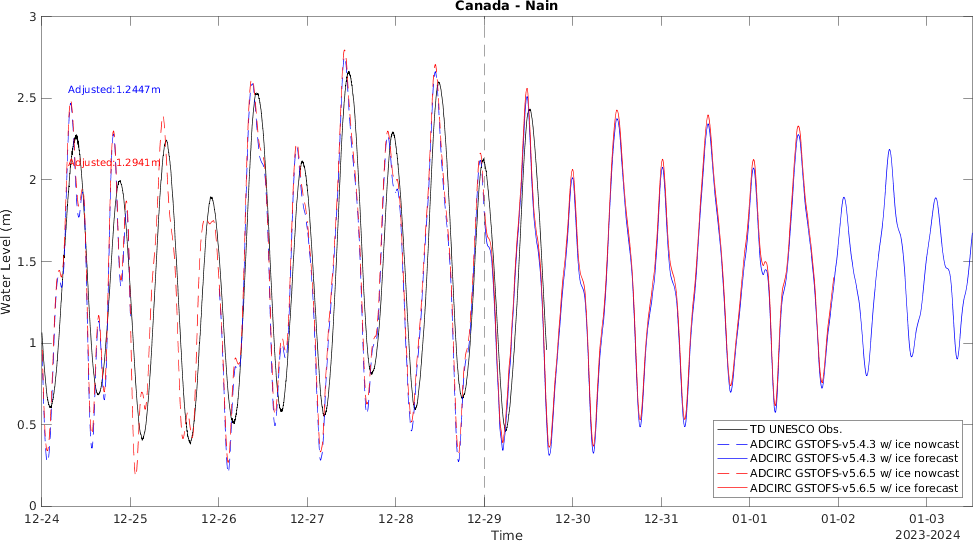 Canada - Nain
3
2.5
2
1.5
1
0.5
0
Water Level (m)
Adjusted:1.2447m
Adjusted:1.2941m
TD UNESCO Obs.
ADCIRC GSTOFS-v5.4.3 w/ ice nowcast
ADCIRC GSTOFS-v5.4.3 w/ ice forecast
ADCIRC GSTOFS-v5.6.5 w/ ice nowcast
ADCIRC GSTOFS-v5.6.5 w/ ice forecast
12-24 12-25 12-26 12-27 12-28 12-29 12-30 12-31 01-01 01-02 01-03
Time
2023-2024